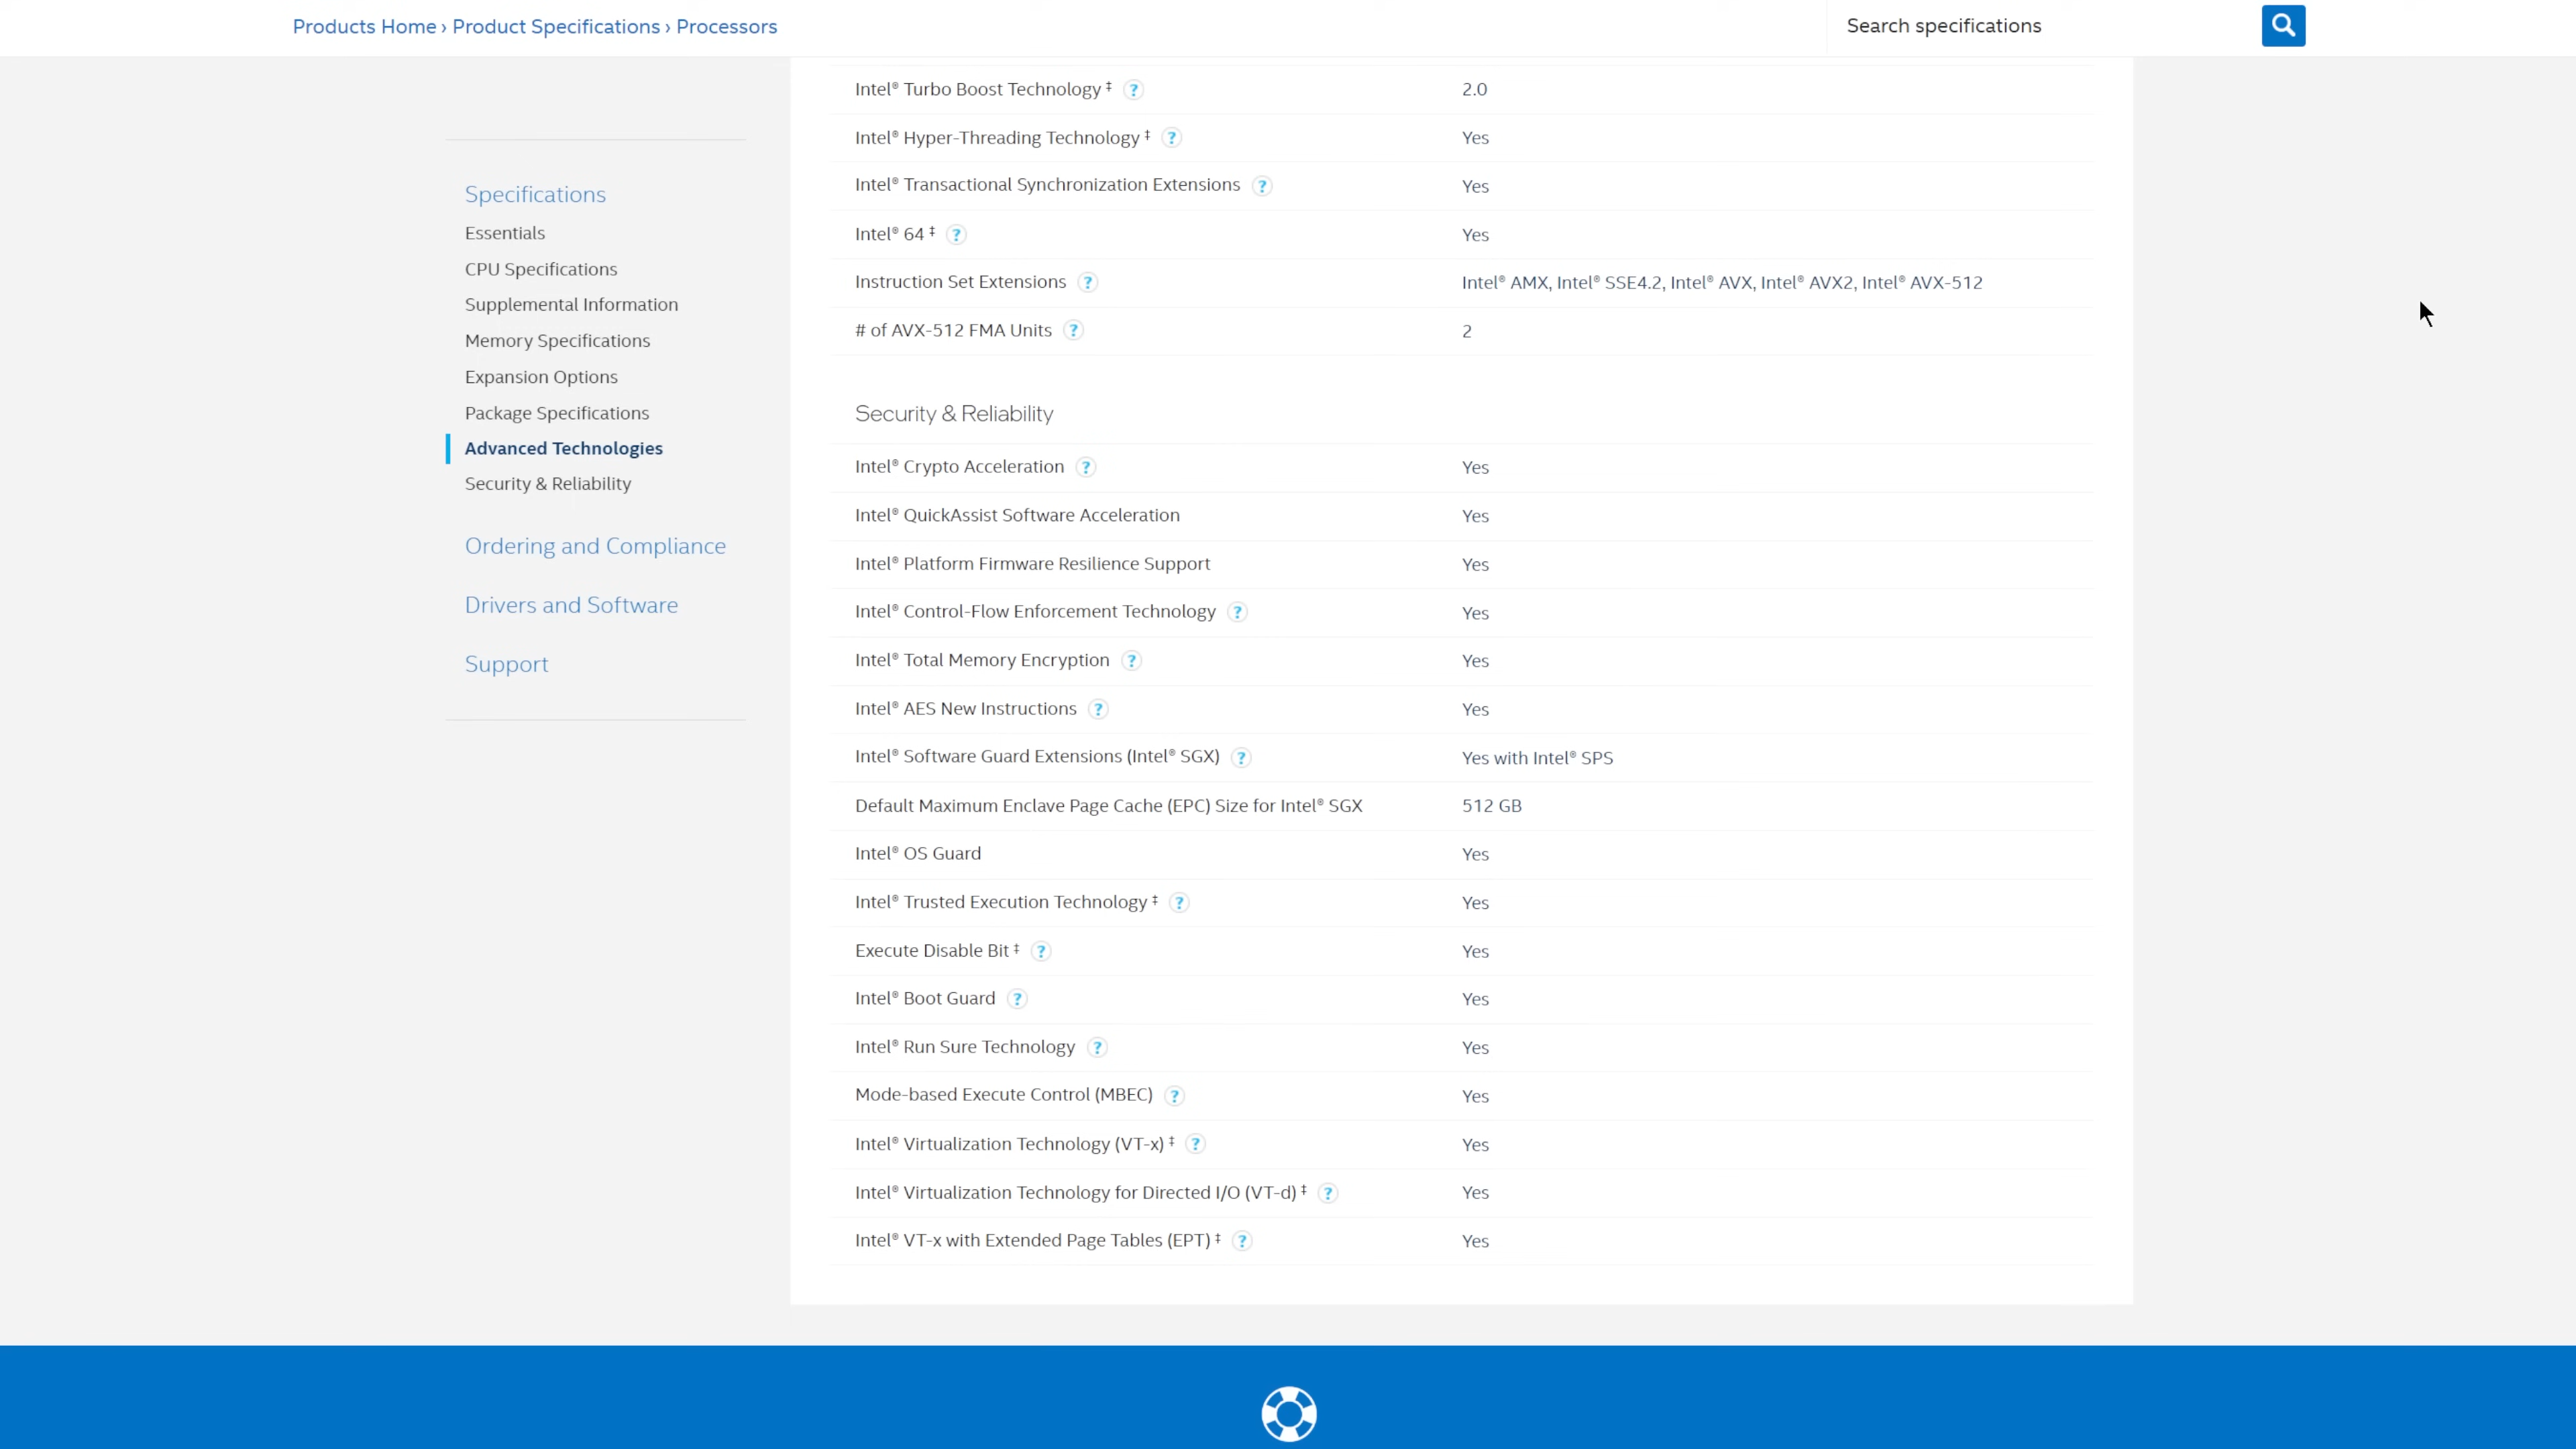 Products Home › Product Specifications › Processors
Search specifications
Specifications
Essentials
CPU Specifications
Supplemental Information
Memory Specifications
Expansion Options
Package Specifications
Advanced Technologies
Security & Reliability
Ordering and Compliance
Drivers and Software
Support
Intel® Turbo Boost Technology ‡ ? 2.0
Intel® Hyper-Threading Technology ‡ ? Yes
Intel® Transactional Synchronization Extensions ? Yes
Intel® 64 ‡ ? Yes
Instruction Set Extensions ? Intel® AMX, Intel® SSE4.2, Intel® AVX, Intel® AVX2, Intel® AVX-512
# of AVX-512 FMA Units ? 2
Security & Reliability
Intel® Crypto Acceleration ? Yes
Intel® QuickAssist Software Acceleration Yes
Intel® Platform Firmware Resilience Support Yes
Intel® Control-Flow Enforcement Technology ? Yes
Intel® Total Memory Encryption ? Yes
Intel® AES New Instructions ? Yes
Intel® Software Guard Extensions (Intel® SGX) ? Yes with Intel® SPS
Default Maximum Enclave Page Cache (EPC) Size for Intel® SGX 512 GB
Intel® OS Guard Yes
Intel® Trusted Execution Technology ‡ ? Yes
Execute Disable Bit ‡ ? Yes
Intel® Boot Guard ? Yes
Intel® Run Sure Technology ? Yes
Mode-based Execute Control (MBEC) ? Yes
Intel® Virtualization Technology (VT-x) ‡ ? Yes
Intel® Virtualization Technology for Directed I/O (VT-d) ‡ ? Yes
Intel® VT-x with Extended Page Tables (EPT) ‡ ? Yes